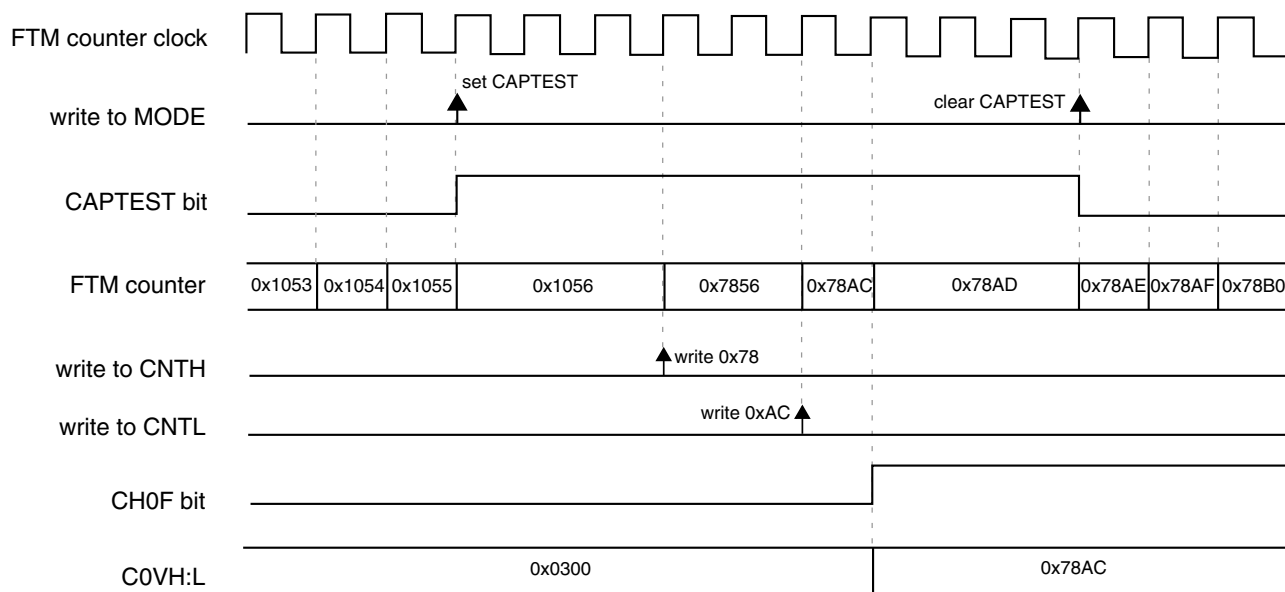 FTM counter clock
set CAPTEST
clear CAPTEST
write to MODE
CAPTEST bit
FTM counter 0x1053 0x1054 0x1055 0x1056 0x7856 0x78AC 0x78AD 0x78AE 0x78AF 0x78B0
write to CNTH write 0x78
write to CNTL write 0xAC
CH0F bit
C0VH:L 0x0300 0x78AC